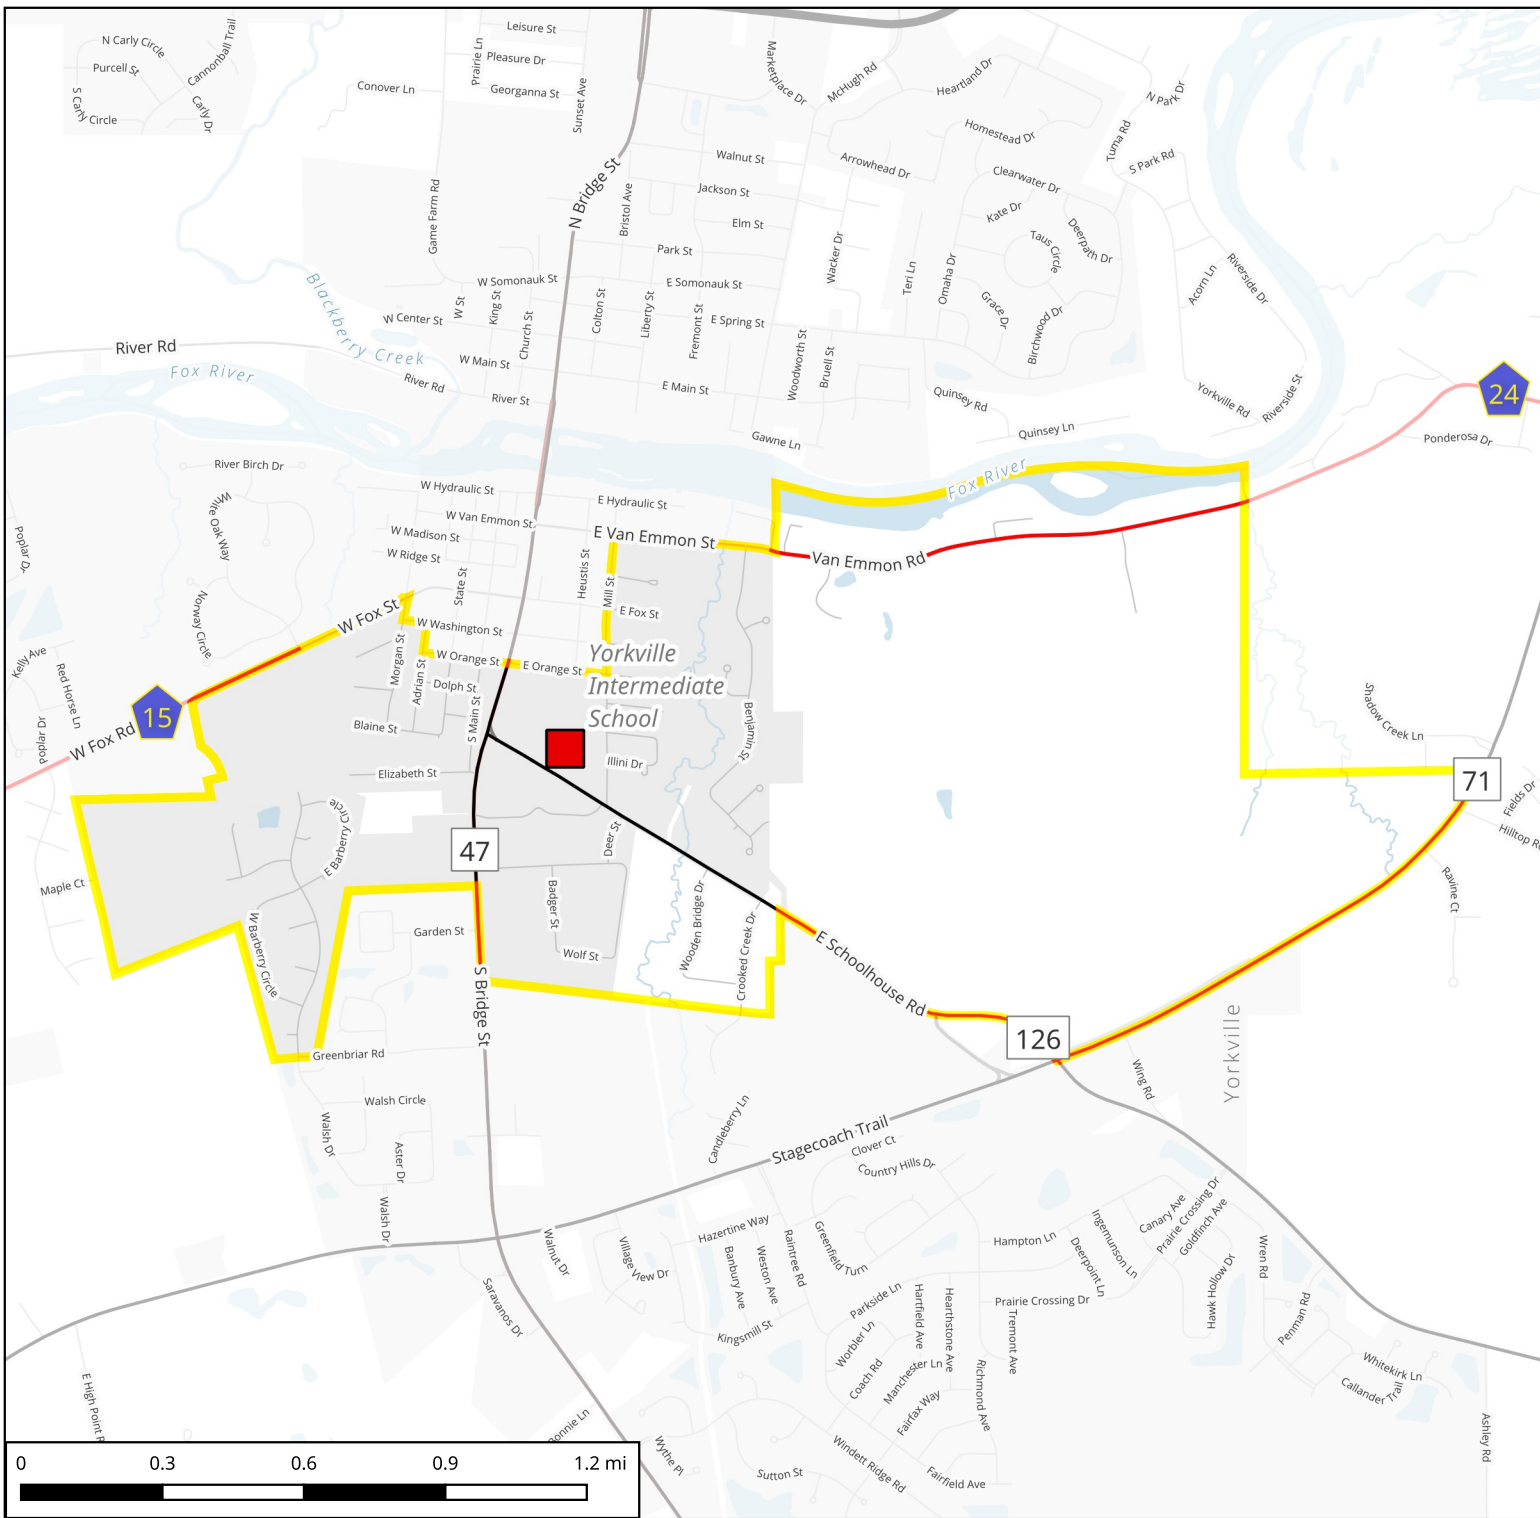 Leisure St
N Carly Circle
Cannonball Trail
Prairie Ln
Pleasure Dr
Marketplace Dr
McHugh Rd
Heartland Dr
Purcell St
Conover Ln
Georganna St
Sunset Ave
N Park Dr
S Carly Circle
Carly Dr
Homestead Dr
Tuma Rd
Walnut St
Arrowhead Dr
S Park Rd
N Bridge St
Jackson St
Clearwater Dr
Game Farm Rd
Bristol Ave
Elm St
Kate Dr
Deerpath Dr
Park St
Wacker Dr
Taus Circle
Riverside Dr
W Somonauk St
E Somonauk St
Teri Ln
Omaha Dr
Acorn Ln
Blackberry Creek
W St
King St
Church St
Colton St
Liberty St
Fremont St
E Spring St
Grace Dr
Birchwood Dr
W Center St
River Rd
Fox River
W Main St
Woodworth St
Bruell St
River Rd
River St
E Main St
Quinsey Rd
Yorkville Rd
Riverside St
24
Gawne Ln
Quinsey Ln
Ponderosa Dr
River Birch Dr
Fox River
White Oak Way
W Hydraulic St
E Hydraulic St
W Van Emmon St
E Van Emmon St
Van Emmon Rd
Poplar Dr
W Madison St
W Ridge St
State St
Heustis St
Mill St
Norway Circle
W Fox St
E Fox St
W Washington St
Yorkville
Intermediate
School
Kelly Ave
Red Horse Ln
Morgan St
Adrian St
W Orange St
E Orange St
Dolph St
15
W Fox Rd
Poplar Dr
Blaine St
S Main St
Benjamin St
Shadow Creek Ln
Elizabeth St
Illini Dr
71
Fields Dr
E Barberry Circle
47
Deer St
Maple Ct
W Barberry Circle
Badger St
Wooden Bridge Dr
Crooked Creek Dr
Ravine Ct
Garden St
Wolf St
E Schoolhouse Rd
S Bridge St
126
Yorkville
Greenbriar Rd
Wing Rd
Walsh Circle
Walsh Dr
Candleberry Ln
Stagecoach Trail
Clover Ct
Aster Dr
Country Hills Dr
Walsh Dr
Walnut Dr
Village View Dr
Hazertine Way
Raintree Rd
Greenfield Turn
Hampton Ln
Ingemunson Ln
Deerpoint Ln
Canary Ave
Prairie Crossing Dr
Goldfinch Ave
Wren Rd
Banbury Ave
Weston Ave
Saravanos Dr
Parkside Ln
Hartfield Ave
Hearthstone Ave
Prairie Crossing Dr
Tremont Ave
Hawk Hollow Dr
Penman Rd
Kingsmill St
Worbler Ln
Coach Rd
Manchester Ln
Richmond Ave
Whitekirk Ln
Callander Trail
E High Point R
Fairfax Way
Ashley Rd
Bonnie Ln
Wythe Pl
Windett Ridge Rd
Sutton St
Fairfield Ave
0 0.3 0.6 0.9 1.2 mi